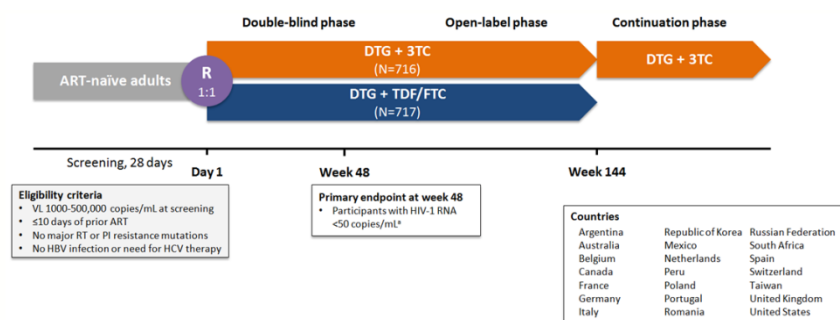 Double-blind phase
Open-label phase
Continuation phase
ART-naïve adults
R
1:1
DTG + 3TC
(N=716)
DTG + 3TC
DTG + TDF/FTC
(N=717)
Screening, 28 days
Day 1
Week 48
Week 144
Eligibility criteria
• VL 1000-500,000 copies/mL at screening
• ≤10 days of prior ART
• No major RT or PI resistance mutations
• No HBV infection or need for HCV therapy
Primary endpoint at week 48
• Participants with HIV-1 RNA
<50 copies/mLᵃ
Countries
Argentina Republic of Korea Russian Federation
Australia Mexico South Africa
Belgium Netherlands Spain
Canada Peru Switzerland
France Poland Taiwan
Germany Portugal United Kingdom
Italy Romania United States